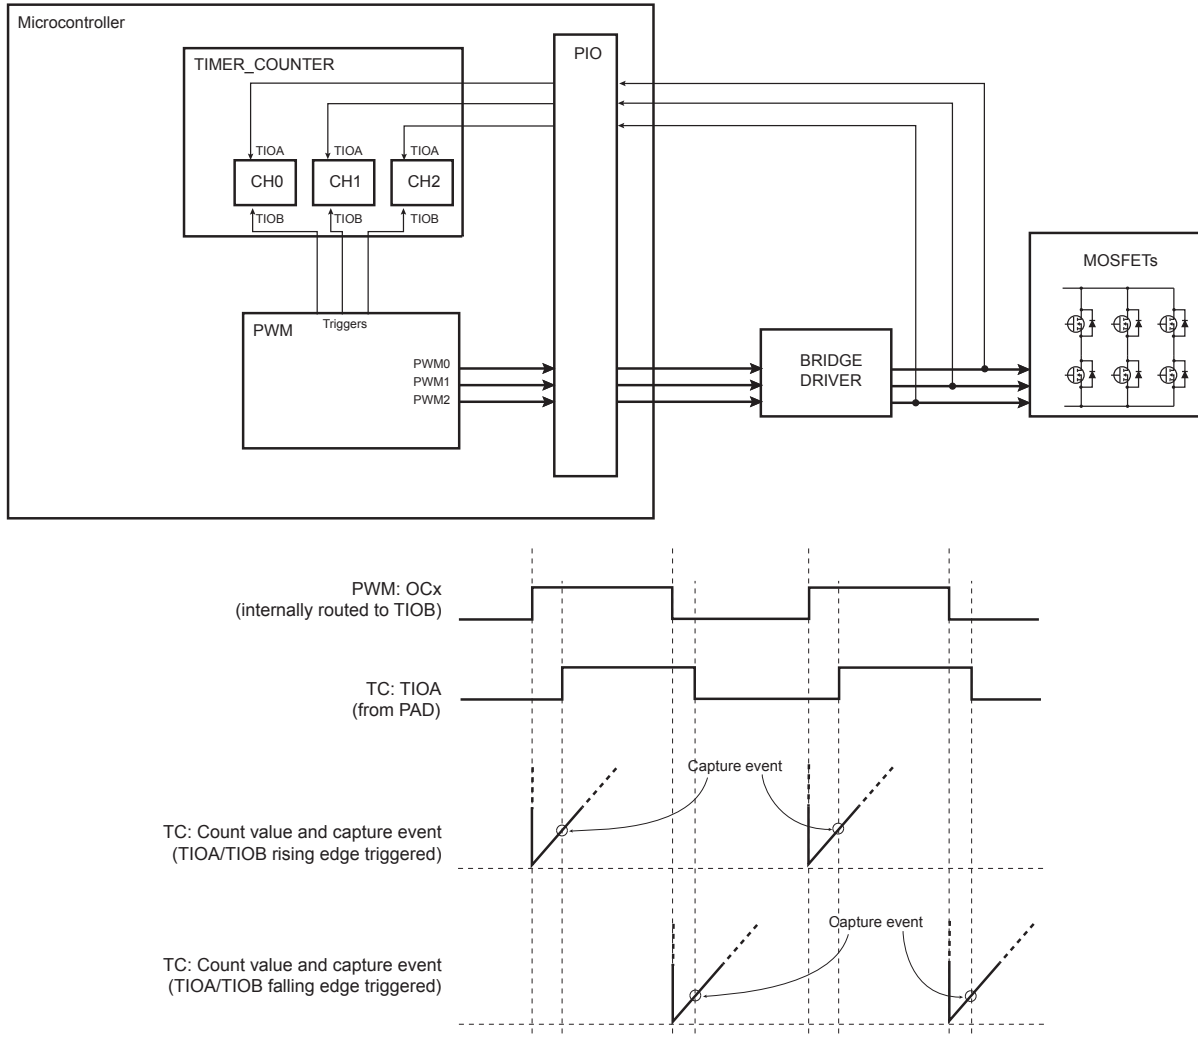 Microcontroller
PIO
TIMER_COUNTER
TIOA
TIOA
TIOA
CH0
CH1
CH2
TIOB
TIOB
TIOB
MOSFETs
Triggers
PWM
PWM0
PWM1
PWM2
BRIDGE
DRIVER
PWM: OCx
(internally routed to TIOB)
TC: TIOA
(from PAD)
Capture event
TC: Count value and capture event
(TIOA/TIOB rising edge triggered)
Capture event
TC: Count value and capture event
(TIOA/TIOB falling edge triggered)